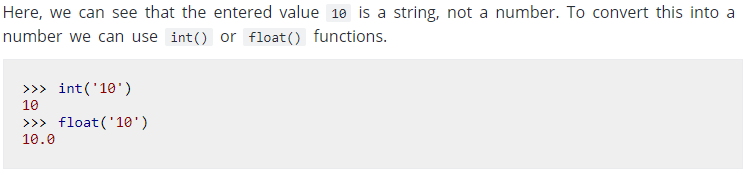 Here, we can see that the entered value 10 is a string, not a number. To convert this into a
number we can use int() or float() functions.
>>> int('10')
10
>>> float('10')
10.0